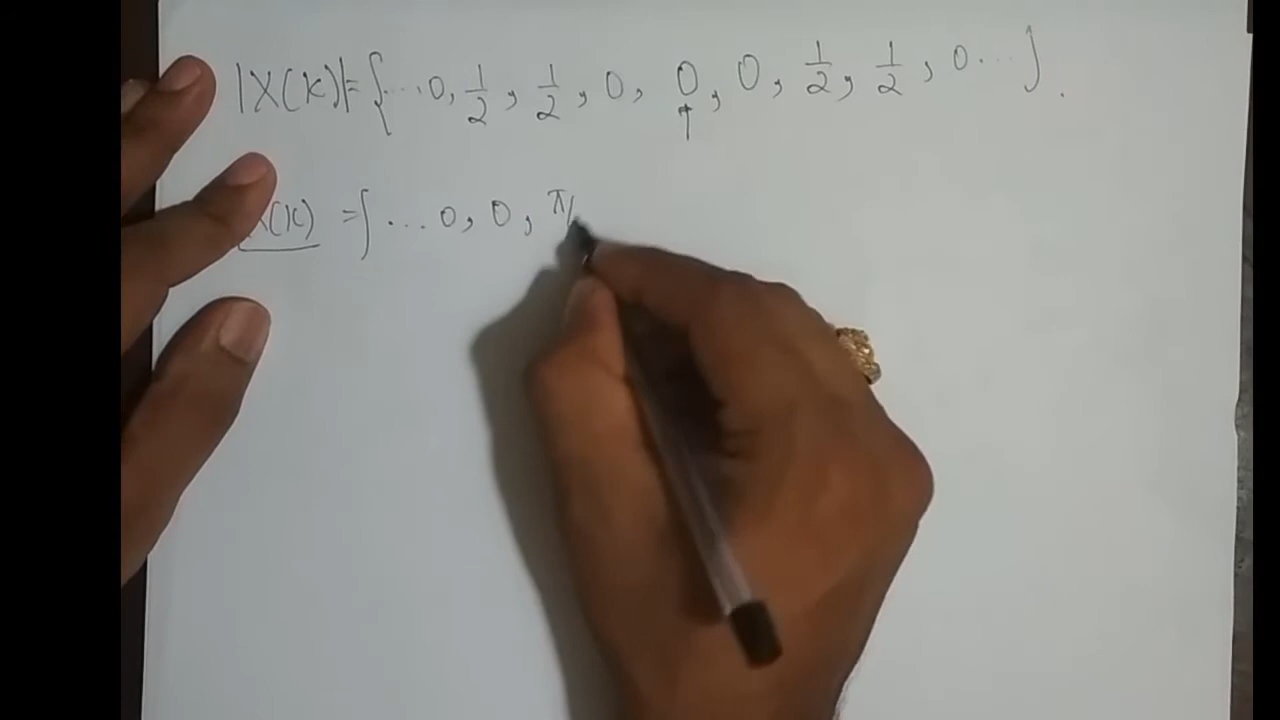 |X(K)|= {...0, 1/2, 1/2, 0, 0, 0, 1/2, 1/2, 0...}.
↑
X(K) = { ... 0, 0, π/